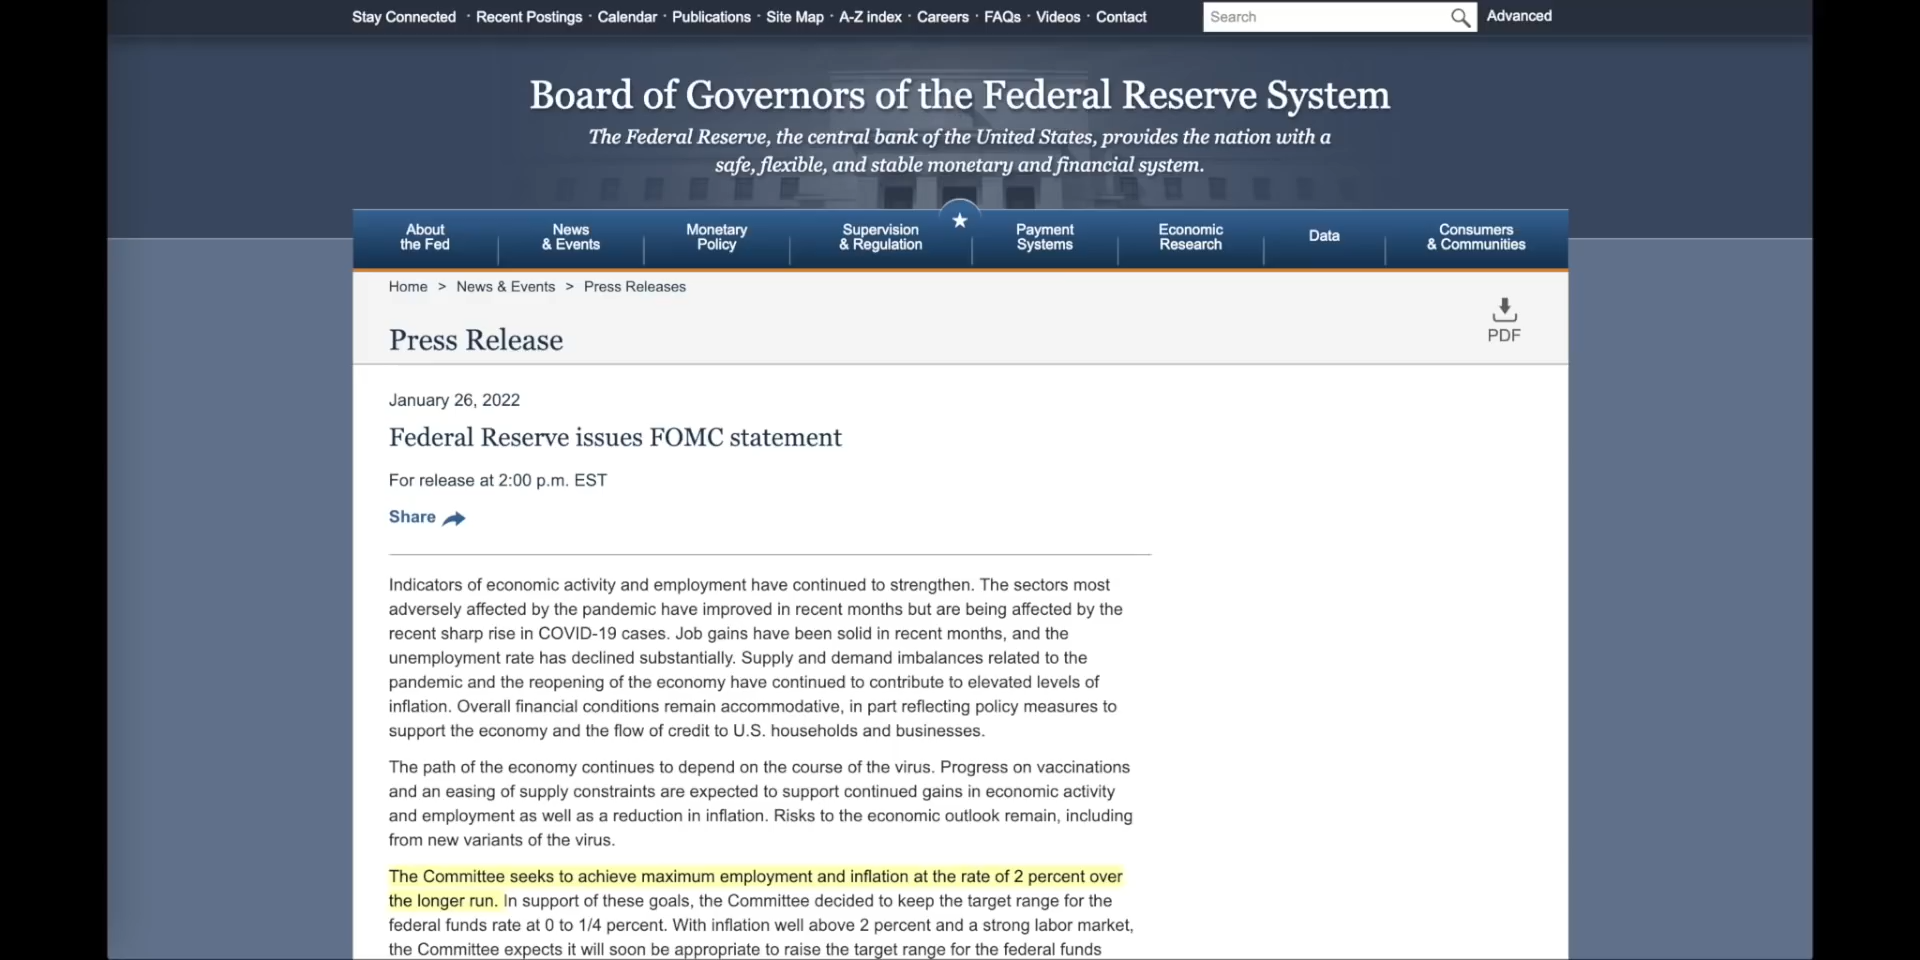 Stay Connected · Recent Postings · Calendar · Publications · Site Map · A-Z index · Careers · FAQs · Videos · Contact Search Advanced
Board of Governors of the Federal Reserve System
The Federal Reserve, the central bank of the United States, provides the nation with a
safe, flexible, and stable monetary and financial system.
About
the Fed
News
& Events
Monetary
Policy
Supervision
& Regulation
Payment
Systems
Economic
Research
Data
Consumers
& Communities
Home > News & Events > Press Releases
Press Release
PDF
January 26, 2022
Federal Reserve issues FOMC statement
For release at 2:00 p.m. EST
Share
Indicators of economic activity and employment have continued to strengthen. The sectors most
adversely affected by the pandemic have improved in recent months but are being affected by the
recent sharp rise in COVID-19 cases. Job gains have been solid in recent months, and the
unemployment rate has declined substantially. Supply and demand imbalances related to the
pandemic and the reopening of the economy have continued to contribute to elevated levels of
inflation. Overall financial conditions remain accommodative, in part reflecting policy measures to
support the economy and the flow of credit to U.S. households and businesses.
The path of the economy continues to depend on the course of the virus. Progress on vaccinations
and an easing of supply constraints are expected to support continued gains in economic activity
and employment as well as a reduction in inflation. Risks to the economic outlook remain, including
from new variants of the virus.
The Committee seeks to achieve maximum employment and inflation at the rate of 2 percent over
the longer run. In support of these goals, the Committee decided to keep the target range for the
federal funds rate at 0 to 1/4 percent. With inflation well above 2 percent and a strong labor market,
the Committee expects it will soon be appropriate to raise the target range for the federal funds